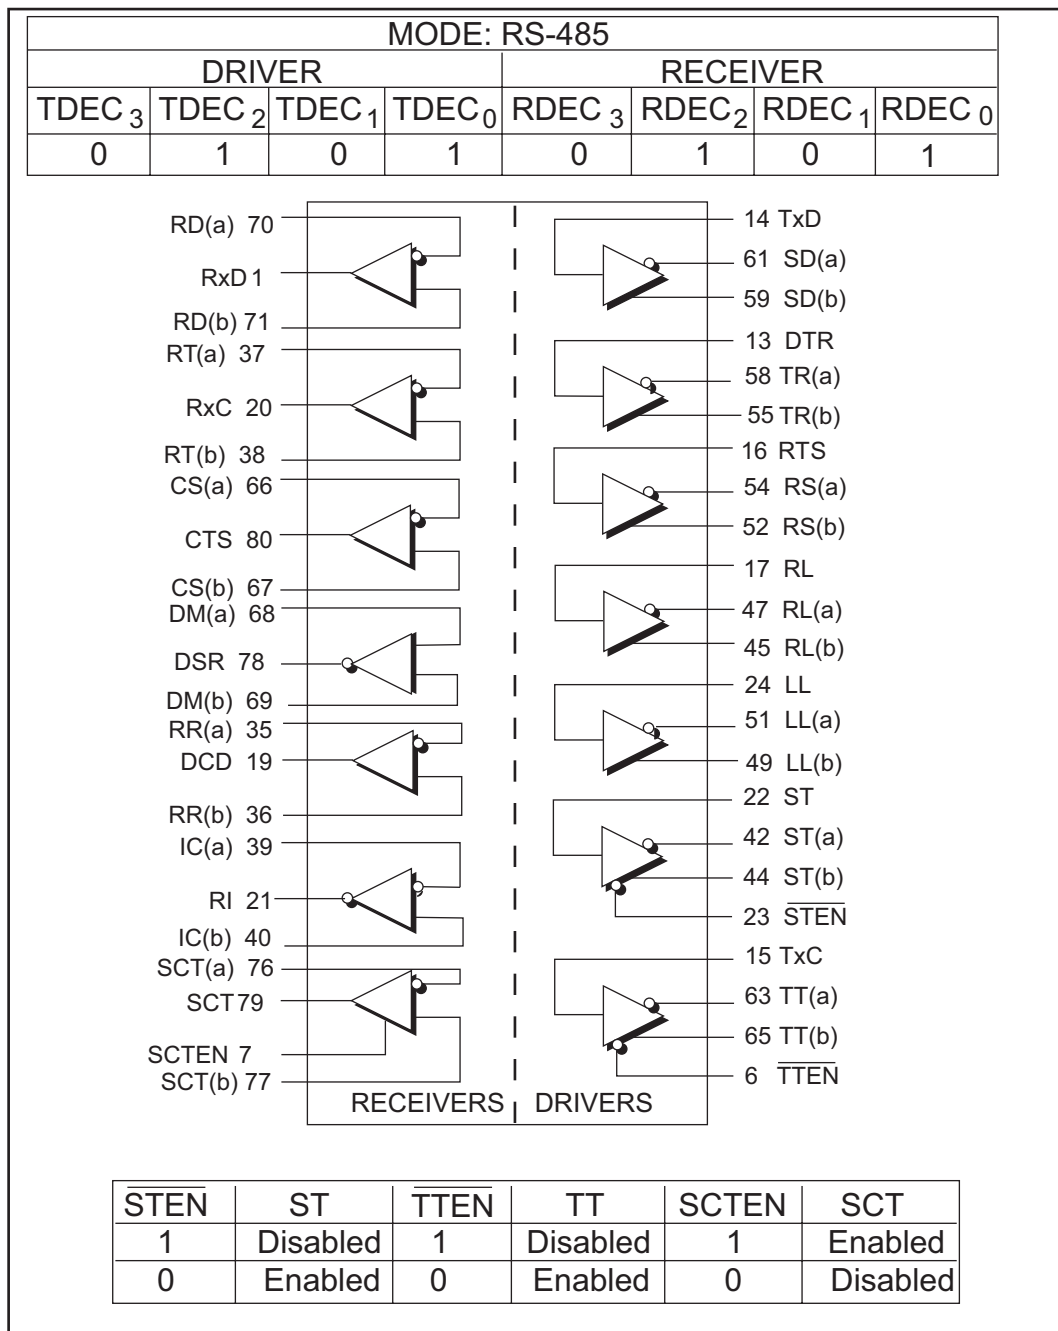 MODE: RS-485
DRIVER RECEIVER
TDEC3 TDEC2 TDEC1 TDEC0 RDEC3 RDEC2 RDEC1 RDEC0
0 1 0 1 0 1 0 1
RD(a) 70
RxD 1
RD(b) 71
RT(a) 37
RxC 20
RT(b) 38
CS(a) 66
CTS 80
CS(b) 67
DM(a) 68
DSR 78
DM(b) 69
RR(a) 35
DCD 19
RR(b) 36
IC(a) 39
RI 21
IC(b) 40
SCT(a) 76
SCT 79
SCTEN 7
SCT(b) 77
14 TxD
61 SD(a)
59 SD(b)
13 DTR
58 TR(a)
55 TR(b)
16 RTS
54 RS(a)
52 RS(b)
17 RL
47 RL(a)
45 RL(b)
24 LL
51 LL(a)
49 LL(b)
22 ST
42 ST(a)
44 ST(b)
23 STEN
15 TxC
63 TT(a)
65 TT(b)
6 TTEN
RECEIVERS DRIVERS
STEN ST TTEN TT SCTEN SCT
1 Disabled 1 Disabled 1 Enabled
0 Enabled 0 Enabled 0 Disabled